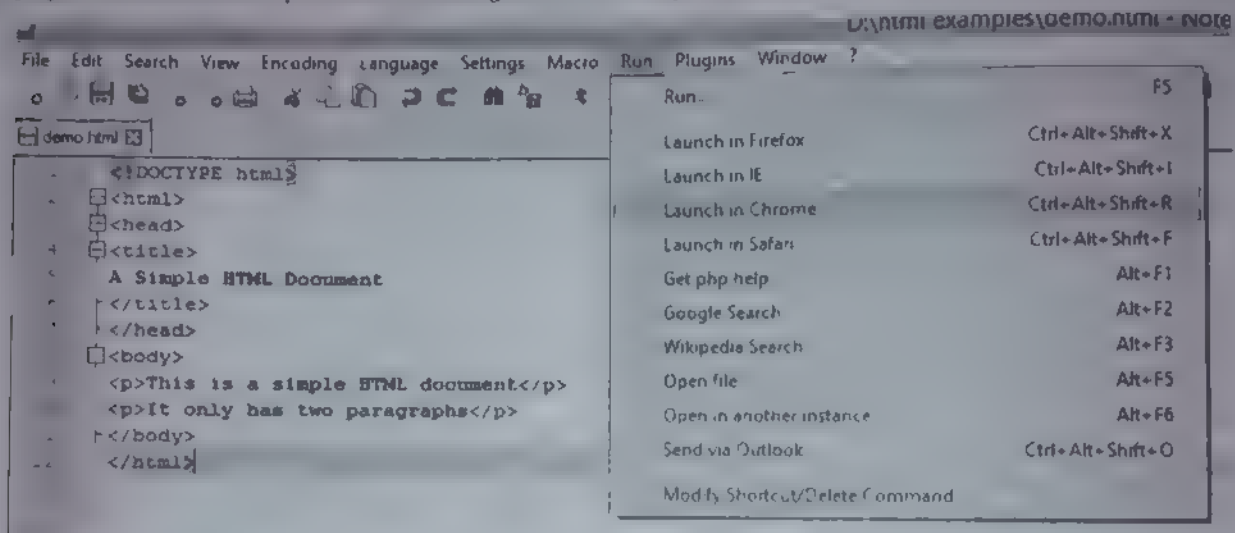 D:\html examples\demo.html - Note
File Edit Search View Encoding Language Settings Macro Run Plugins Window ?
demo.html
<!DOCTYPE html>
<html>
<head>
<title>
A Simple HTML Document
</title>
</head>
<body>
<p>This is a simple HTML document</p>
<p>It only has two paragraphs</p>
</body>
</html>
Run... F5
Launch in Firefox Ctrl+Alt+Shift+X
Launch in IE Ctrl+Alt+Shift+I
Launch in Chrome Ctrl+Alt+Shift+R
Launch in Safari Ctrl+Alt+Shift+F
Get php help Alt+F1
Google Search Alt+F2
Wikipedia Search Alt+F3
Open file Alt+F5
Open in another instance Alt+F6
Send via Outlook Ctrl+Alt+Shift+O
Modify Shortcut/Delete Command